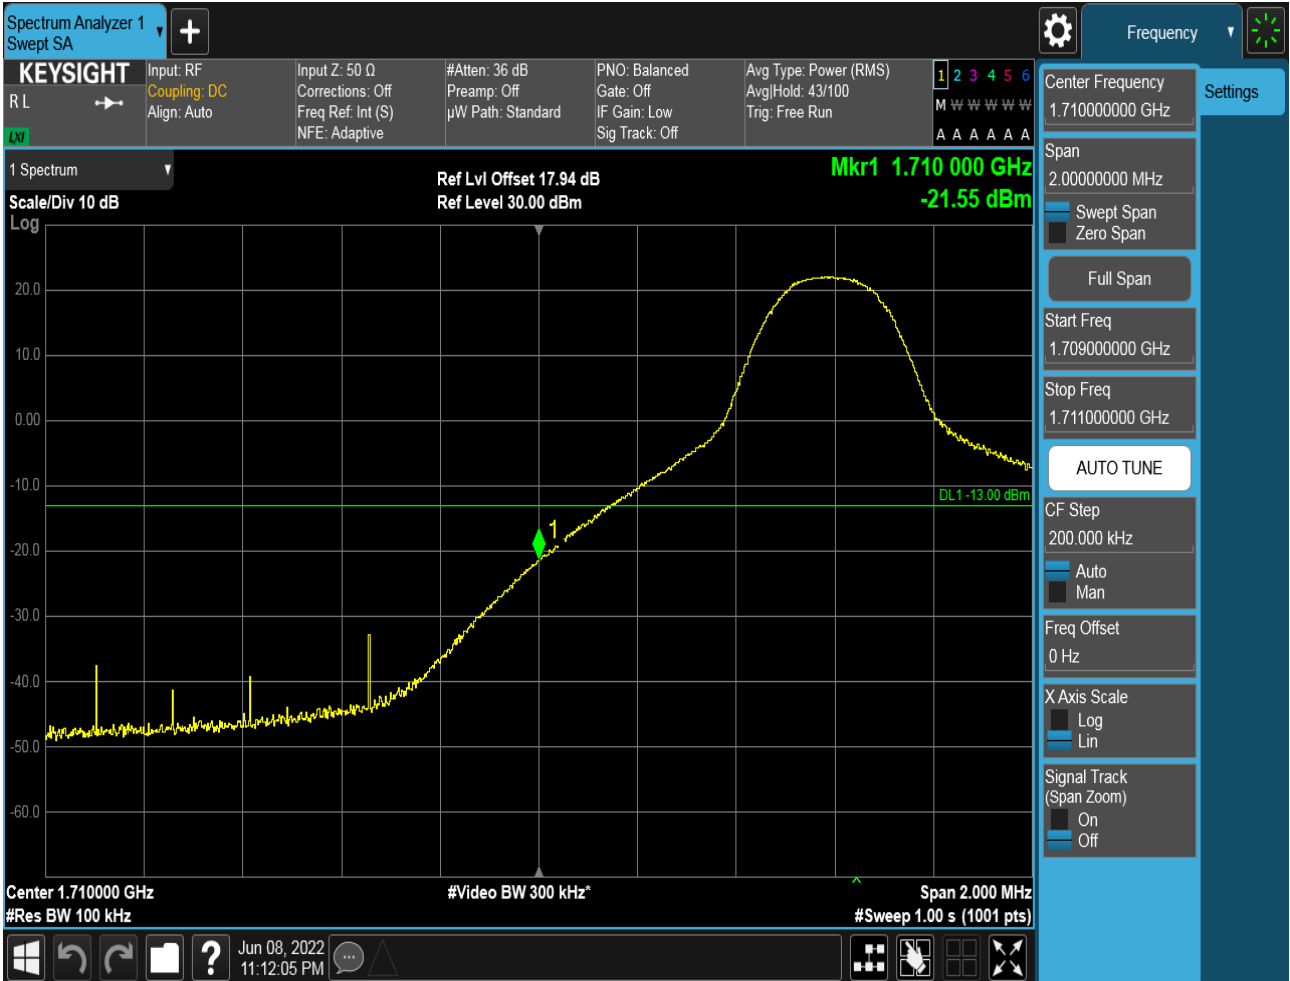 Spectrum Analyzer 1
Swept SA
Frequency
KEYSIGHT
R L
LXI
Input: RF
Coupling: DC
Align: Auto
Input Z: 50 Ω
Corrections: Off
Freq Ref: Int (S)
NFE: Adaptive
#Atten: 36 dB
Preamp: Off
µW Path: Standard
PNO: Balanced
Gate: Off
IF Gain: Low
Sig Track: Off
Avg Type: Power (RMS)
Avg|Hold: 43/100
Trig: Free Run
1 2 3 4 5 6
M W W W W W
A A A A A A
1 Spectrum
Scale/Div 10 dB
Log
Ref Lvl Offset 17.94 dB
Ref Level 30.00 dBm
Mkr1 1.710 000 GHz
-21.55 dBm
20.0
10.0
0.00
-10.0
-20.0
-30.0
-40.0
-50.0
-60.0
DL1 -13.00 dBm
1
Center 1.710000 GHz
#Res BW 100 kHz
#Video BW 300 kHz*
Span 2.000 MHz
#Sweep 1.00 s (1001 pts)
Center Frequency
1.710000000 GHz
Span
2.00000000 MHz
Swept Span
Zero Span
Full Span
Start Freq
1.709000000 GHz
Stop Freq
1.711000000 GHz
AUTO TUNE
CF Step
200.000 kHz
Auto
Man
Freq Offset
0 Hz
X Axis Scale
Log
Lin
Signal Track
(Span Zoom)
On
Off
Settings
?
Jun 08, 2022
11:12:05 PM